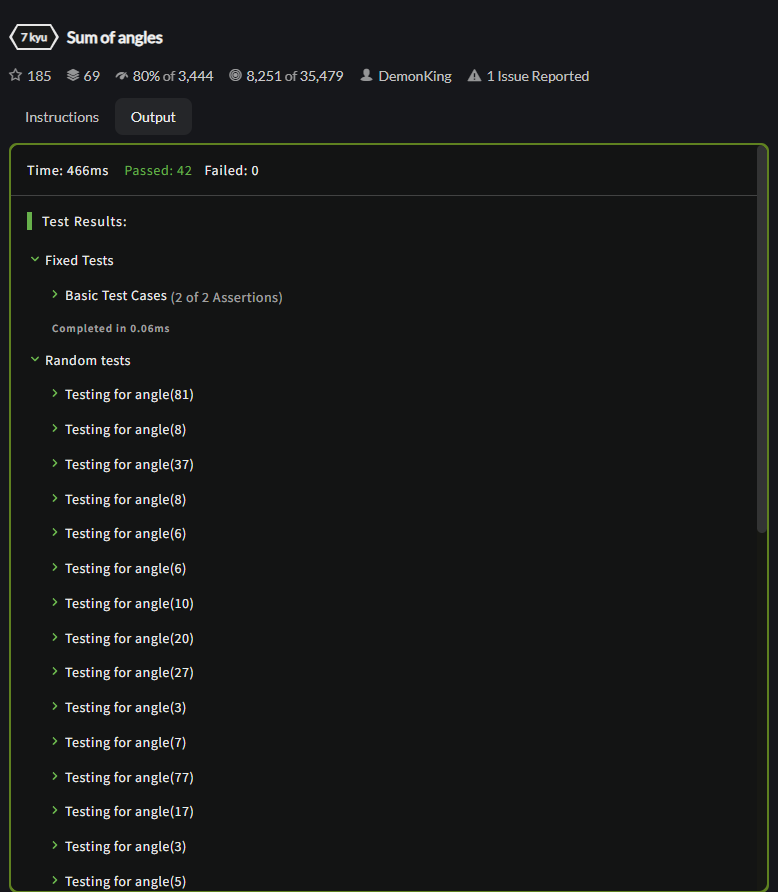 7 kyu Sum of angles
185 69 80% of 3,444 8,251 of 35,479 DemonKing 1 Issue Reported
Instructions Output
Time: 466ms Passed: 42 Failed: 0
Test Results:
Fixed Tests
Basic Test Cases (2 of 2 Assertions)
Completed in 0.06ms
Random tests
Testing for angle(81)
Testing for angle(8)
Testing for angle(37)
Testing for angle(8)
Testing for angle(6)
Testing for angle(6)
Testing for angle(10)
Testing for angle(20)
Testing for angle(27)
Testing for angle(3)
Testing for angle(7)
Testing for angle(77)
Testing for angle(17)
Testing for angle(3)
Testing for angle(5)